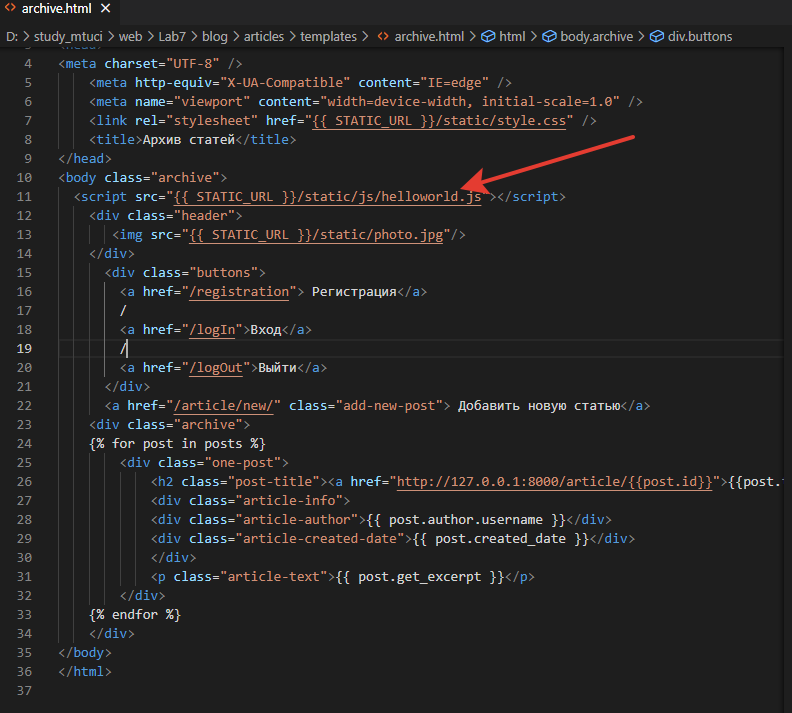 archive.html
D: > study_mtuci > web > Lab7 > blog > articles > templates > archive.html > html > body.archive > div.buttons
3 <head>
4 <meta charset="UTF-8" />
5 <meta http-equiv="X-UA-Compatible" content="IE=edge" />
6 <meta name="viewport" content="width=device-width, initial-scale=1.0" />
7 <link rel="stylesheet" href="{{ STATIC_URL }}/static/style.css" />
8 <title>Архив статей</title>
9 </head>
10 <body class="archive">
11 <script src="{{ STATIC_URL }}/static/js/helloworld.js"></script>
12 <div class="header">
13 <img src="{{ STATIC_URL }}/static/photo.jpg"/>
14 </div>
15 <div class="buttons">
16 <a href="/registration"> Регистрация</a>
17 /
18 <a href="/logIn">Вход</a>
19 /
20 <a href="/logOut">Выйти</a>
21 </div>
22 <a href="/article/new/" class="add-new-post"> Добавить новую статью</a>
23 <div class="archive">
24 {% for post in posts %}
25 <div class="one-post">
26 <h2 class="post-title"><a href="http://127.0.0.1:8000/article/{{post.id}}">{{post.
27 <div class="article-info">
28 <div class="article-author">{{ post.author.username }}</div>
29 <div class="article-created-date">{{ post.created_date }}</div>
30 </div>
31 <p class="article-text">{{ post.get_excerpt }}</p>
32 </div>
33 {% endfor %}
34 </div>
35 </body>
36 </html>
37